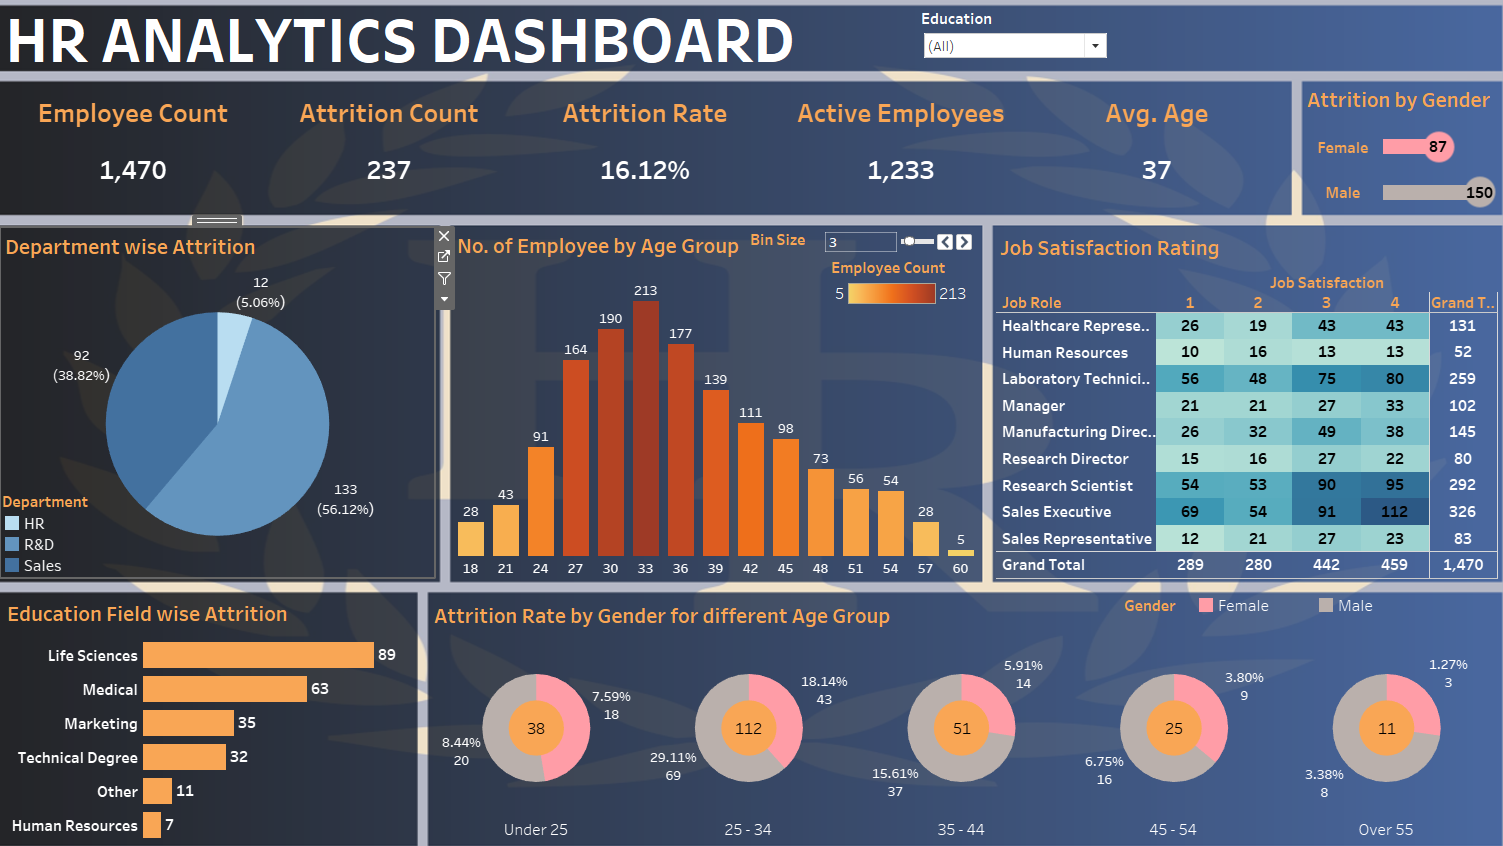 HR ANALYTICS DASHBOARD
Education
(All)
Employee Count
1,470
Attrition Count
237
Attrition Rate
16.12%
Active Employees
1,233
Avg. Age
37
Attrition by Gender
Female 87
Male 150
Department wise Attrition
12
(5.06%)
92
(38.82%)
133
(56.12%)
Department
HR
R&D
Sales
No. of Employee by Age Group
Bin Size 3
Employee Count
5 213
28 43 91 164 190 213 177 139 111 98 73 56 54 28 5
18 21 24 27 30 33 36 39 42 45 48 51 54 57 60
Job Satisfaction Rating
Job Satisfaction
Job Role 1 2 3 4 Grand T..
Healthcare Represe.. 26 19 43 43 131
Human Resources 10 16 13 13 52
Laboratory Technici.. 56 48 75 80 259
Manager 21 21 27 33 102
Manufacturing Direc.. 26 32 49 38 145
Research Director 15 16 27 22 80
Research Scientist 54 53 90 95 292
Sales Executive 69 54 91 112 326
Sales Representative 12 21 27 23 83
Grand Total 289 280 442 459 1,470
Education Field wise Attrition
Life Sciences 89
Medical 63
Marketing 35
Technical Degree 32
Other 11
Human Resources 7
Attrition Rate by Gender for different Age Group
Gender Female Male
7.59%
18
38
8.44%
20
Under 25
18.14%
43
112
29.11%
69
25 - 34
5.91%
14
51
15.61%
37
35 - 44
3.80%
9
25
6.75%
16
45 - 54
1.27%
3
11
3.38%
8
Over 55